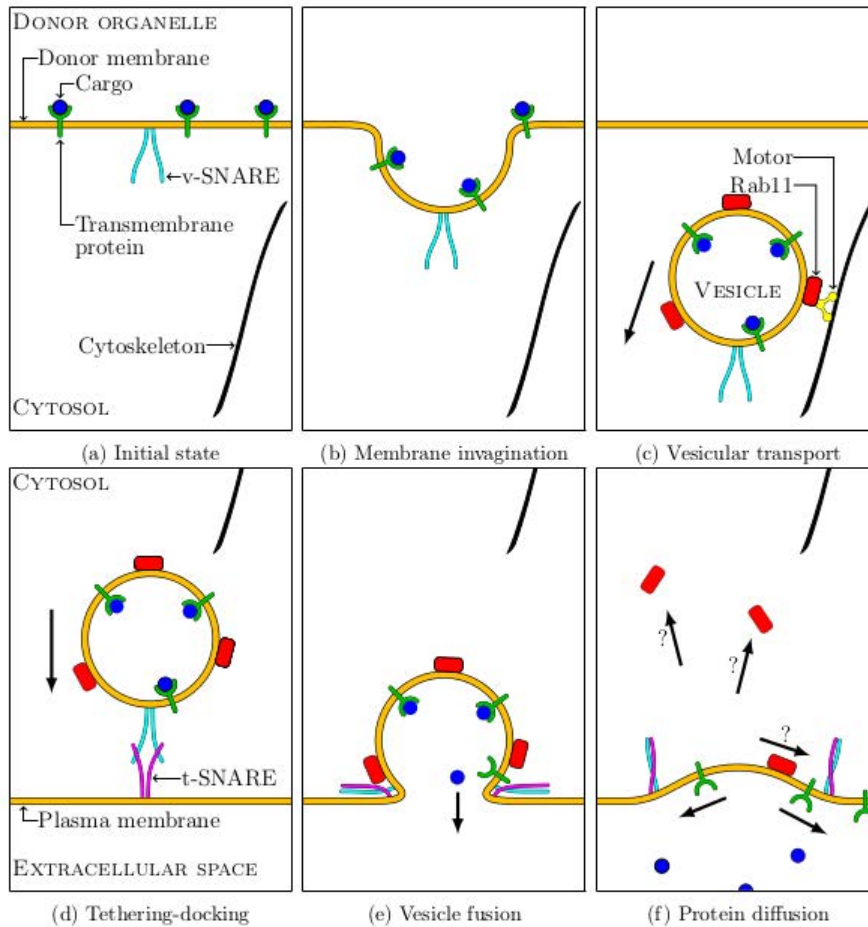 DONOR ORGANELLE
Donor membrane
Cargo
v-SNARE
Transmembrane
protein
Cytoskeleton
CYTOSOL
(a) Initial state
(b) Membrane invagination
Motor
Rab11
VESICLE
(c) Vesicular transport
CYTOSOL
t-SNARE
Plasma membrane
EXTRACELLULAR SPACE
(d) Tethering-docking
(e) Vesicle fusion
?
?
?
(f) Protein diffusion